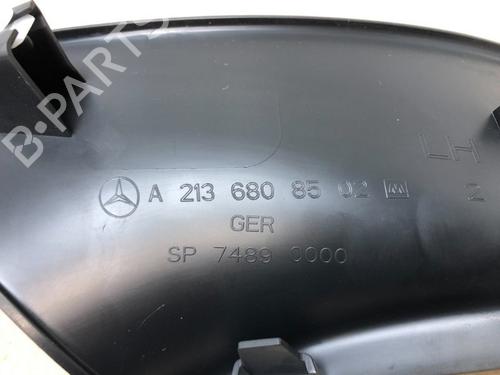 B-PARTS
LH
A 213 680 85 02 2
GER
SP 7489 0000